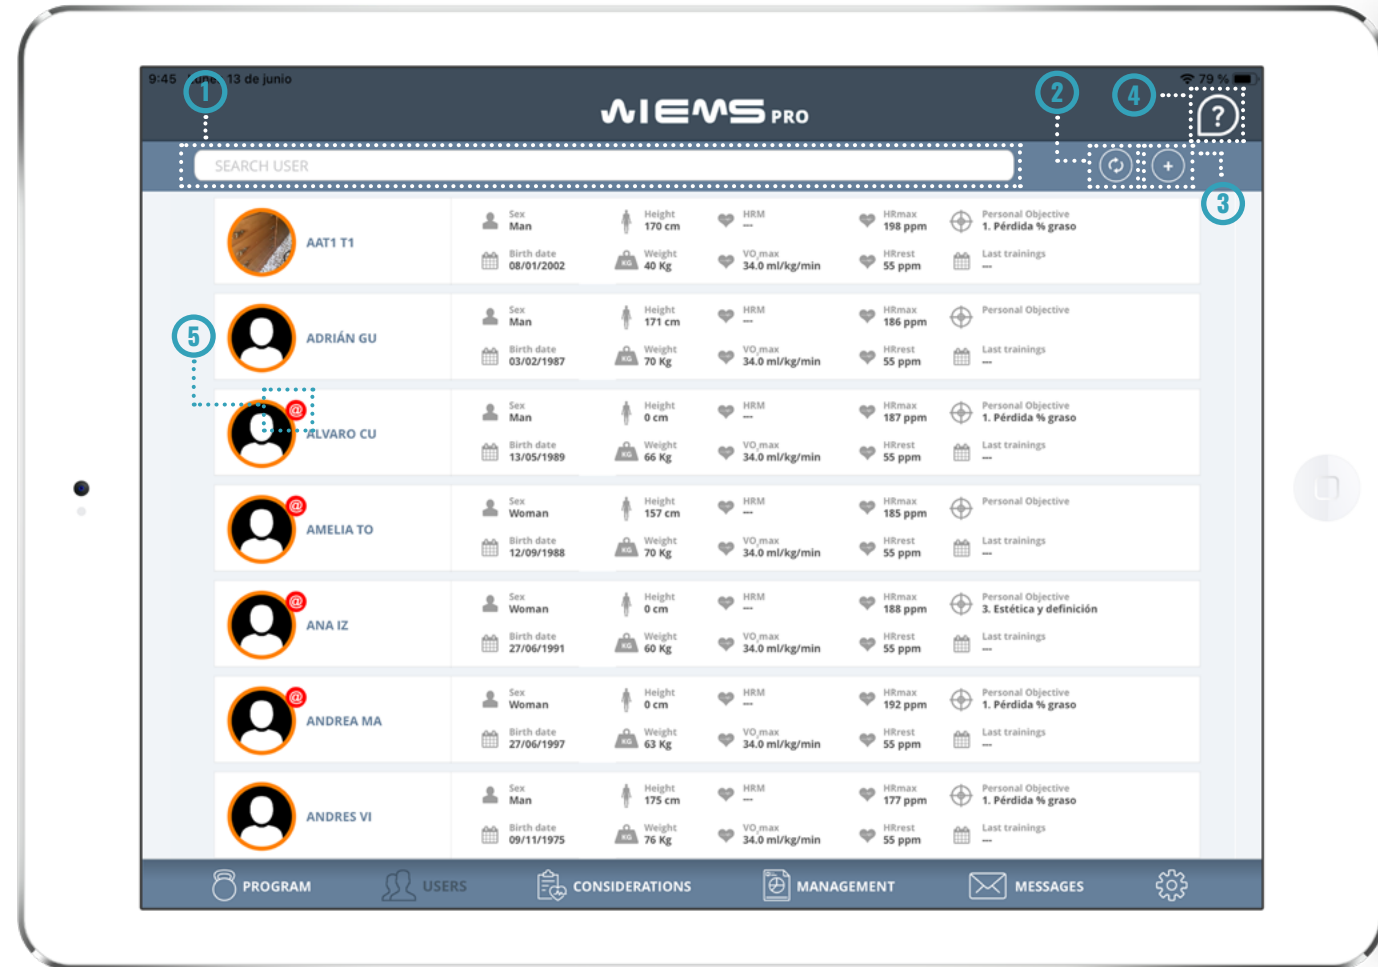 9:45 Lunes 13 de junio
79 %
WIEMS PRO
1
2
4
?
SEARCH USER
+
3
AAT1 T1
Sex
Man
Height
170 cm
HRM
---
HRmax
198 ppm
Personal Objective
1. Pérdida % graso
Birth date
08/01/2002
KG
Weight
40 Kg
VO2max
34.0 ml/kg/min
HRrest
55 ppm
Last trainings
---
ADRIÁN GU
Sex
Man
Height
171 cm
HRM
---
HRmax
186 ppm
Personal Objective
Birth date
03/02/1987
KG
Weight
70 Kg
VO2max
34.0 ml/kg/min
HRrest
55 ppm
Last trainings
---
5
@
ALVARO CU
Sex
Man
Height
0 cm
HRM
---
HRmax
187 ppm
Personal Objective
1. Pérdida % graso
Birth date
13/05/1989
KG
Weight
66 Kg
VO2max
34.0 ml/kg/min
HRrest
55 ppm
Last trainings
---
@
AMELIA TO
Sex
Woman
Height
157 cm
HRM
---
HRmax
185 ppm
Personal Objective
Birth date
12/09/1988
KG
Weight
70 Kg
VO2max
34.0 ml/kg/min
HRrest
55 ppm
Last trainings
---
@
ANA IZ
Sex
Woman
Height
0 cm
HRM
---
HRmax
188 ppm
Personal Objective
3. Estética y definición
Birth date
27/06/1991
KG
Weight
60 Kg
VO2max
34.0 ml/kg/min
HRrest
55 ppm
Last trainings
---
@
ANDREA MA
Sex
Woman
Height
0 cm
HRM
---
HRmax
192 ppm
Personal Objective
1. Pérdida % graso
Birth date
27/06/1997
KG
Weight
63 Kg
VO2max
34.0 ml/kg/min
HRrest
55 ppm
Last trainings
---
ANDRES VI
Sex
Man
Height
175 cm
HRM
---
HRmax
177 ppm
Personal Objective
1. Pérdida % graso
Birth date
09/11/1975
KG
Weight
76 Kg
VO2max
34.0 ml/kg/min
HRrest
55 ppm
Last trainings
---
PROGRAM
USERS
CONSIDERATIONS
MANAGEMENT
MESSAGES